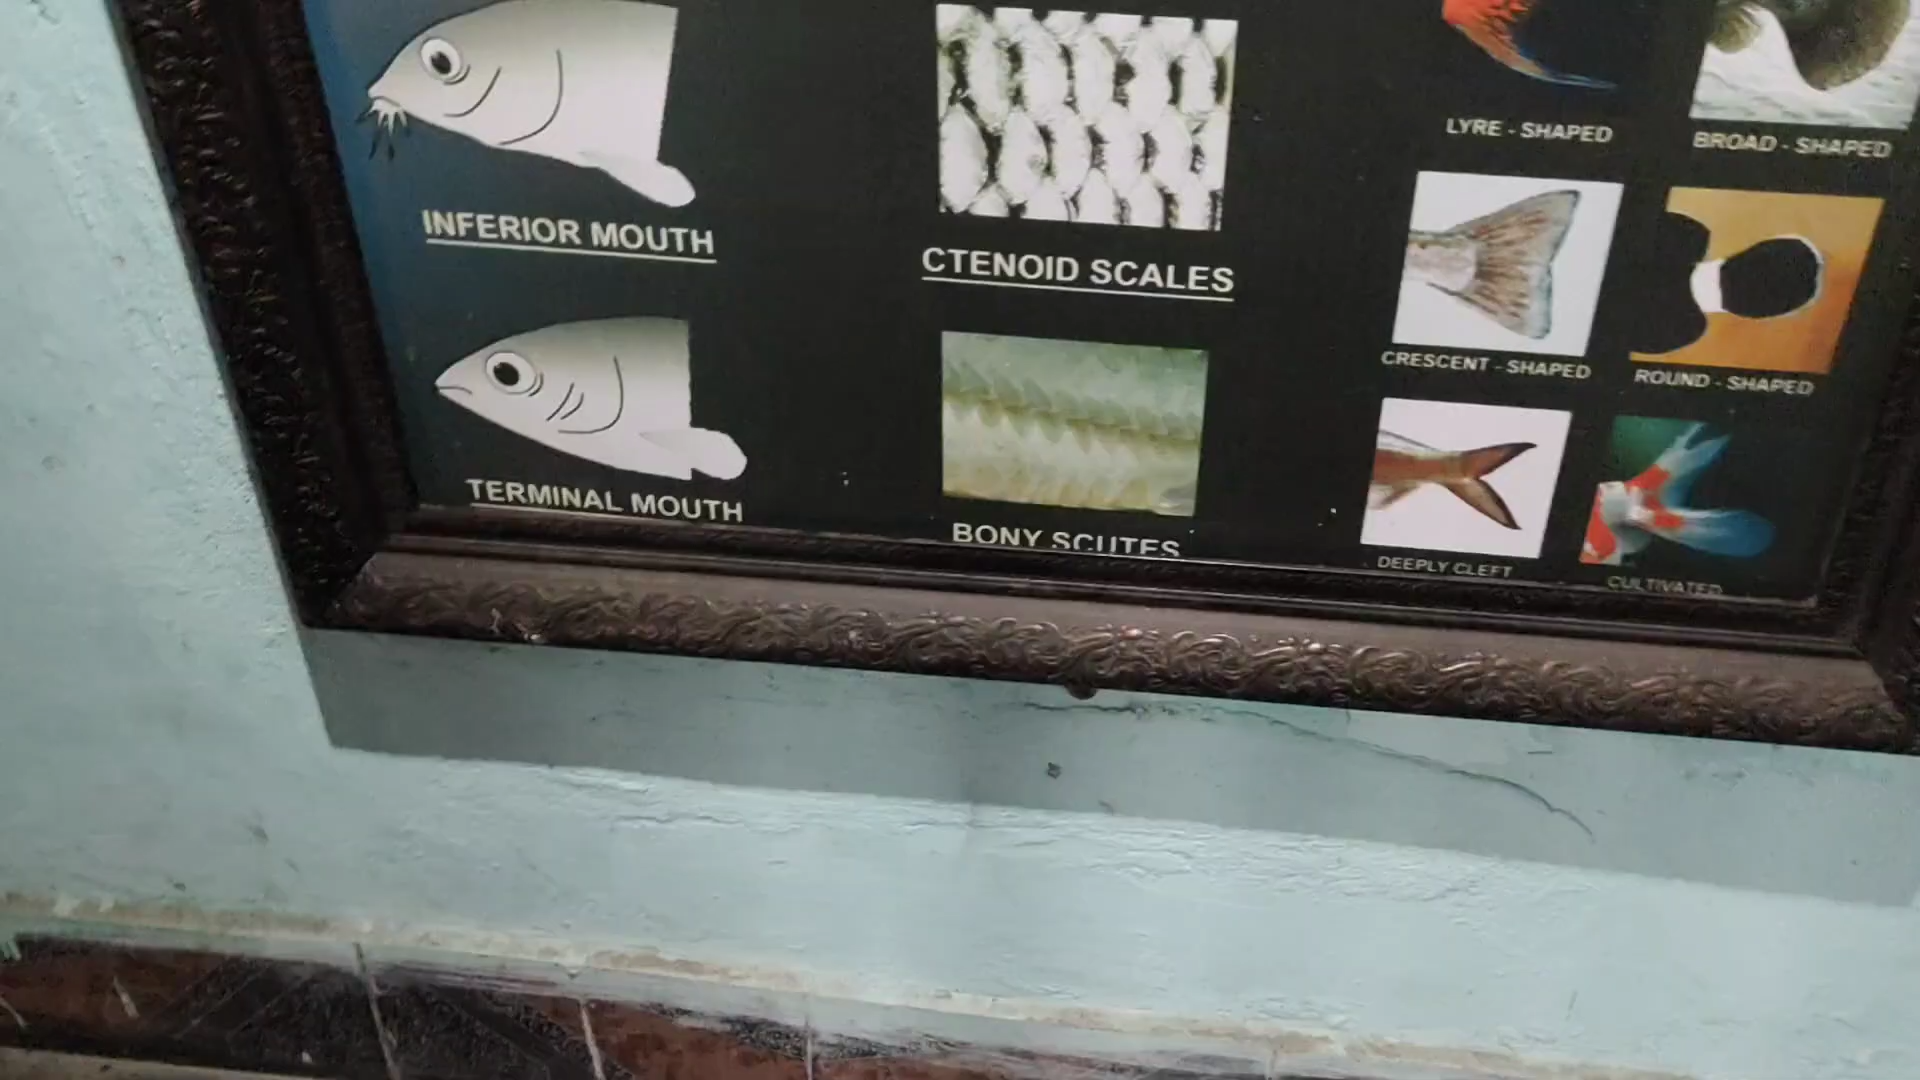 INFERIOR MOUTH
TERMINAL MOUTH
CTENOID SCALES
BONY SCUTES
LYRE - SHAPED
BROAD - SHAPED
CRESCENT - SHAPED
ROUND - SHAPED
DEEPLY CLEFT
CULTIVATED